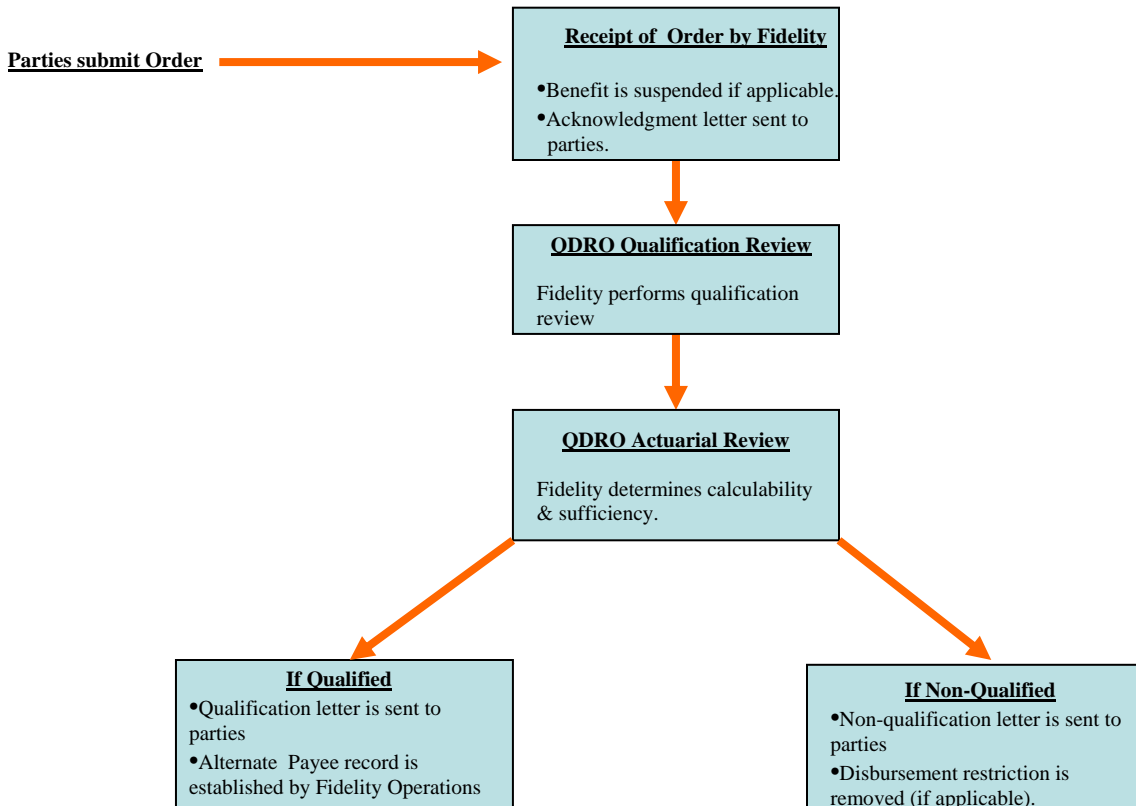 Parties submit Order
Receipt of Order by Fidelity
•Benefit is suspended if applicable.
•Acknowledgment letter sent to
parties.
QDRO Qualification Review
Fidelity performs qualification
review
QDRO Actuarial Review
Fidelity determines calculability
& sufficiency.
If Qualified
•Qualification letter is sent to
parties
•Alternate Payee record is
established by Fidelity Operations
If Non-Qualified
•Non-qualification letter is sent to
parties
•Disbursement restriction is
removed (if applicable).